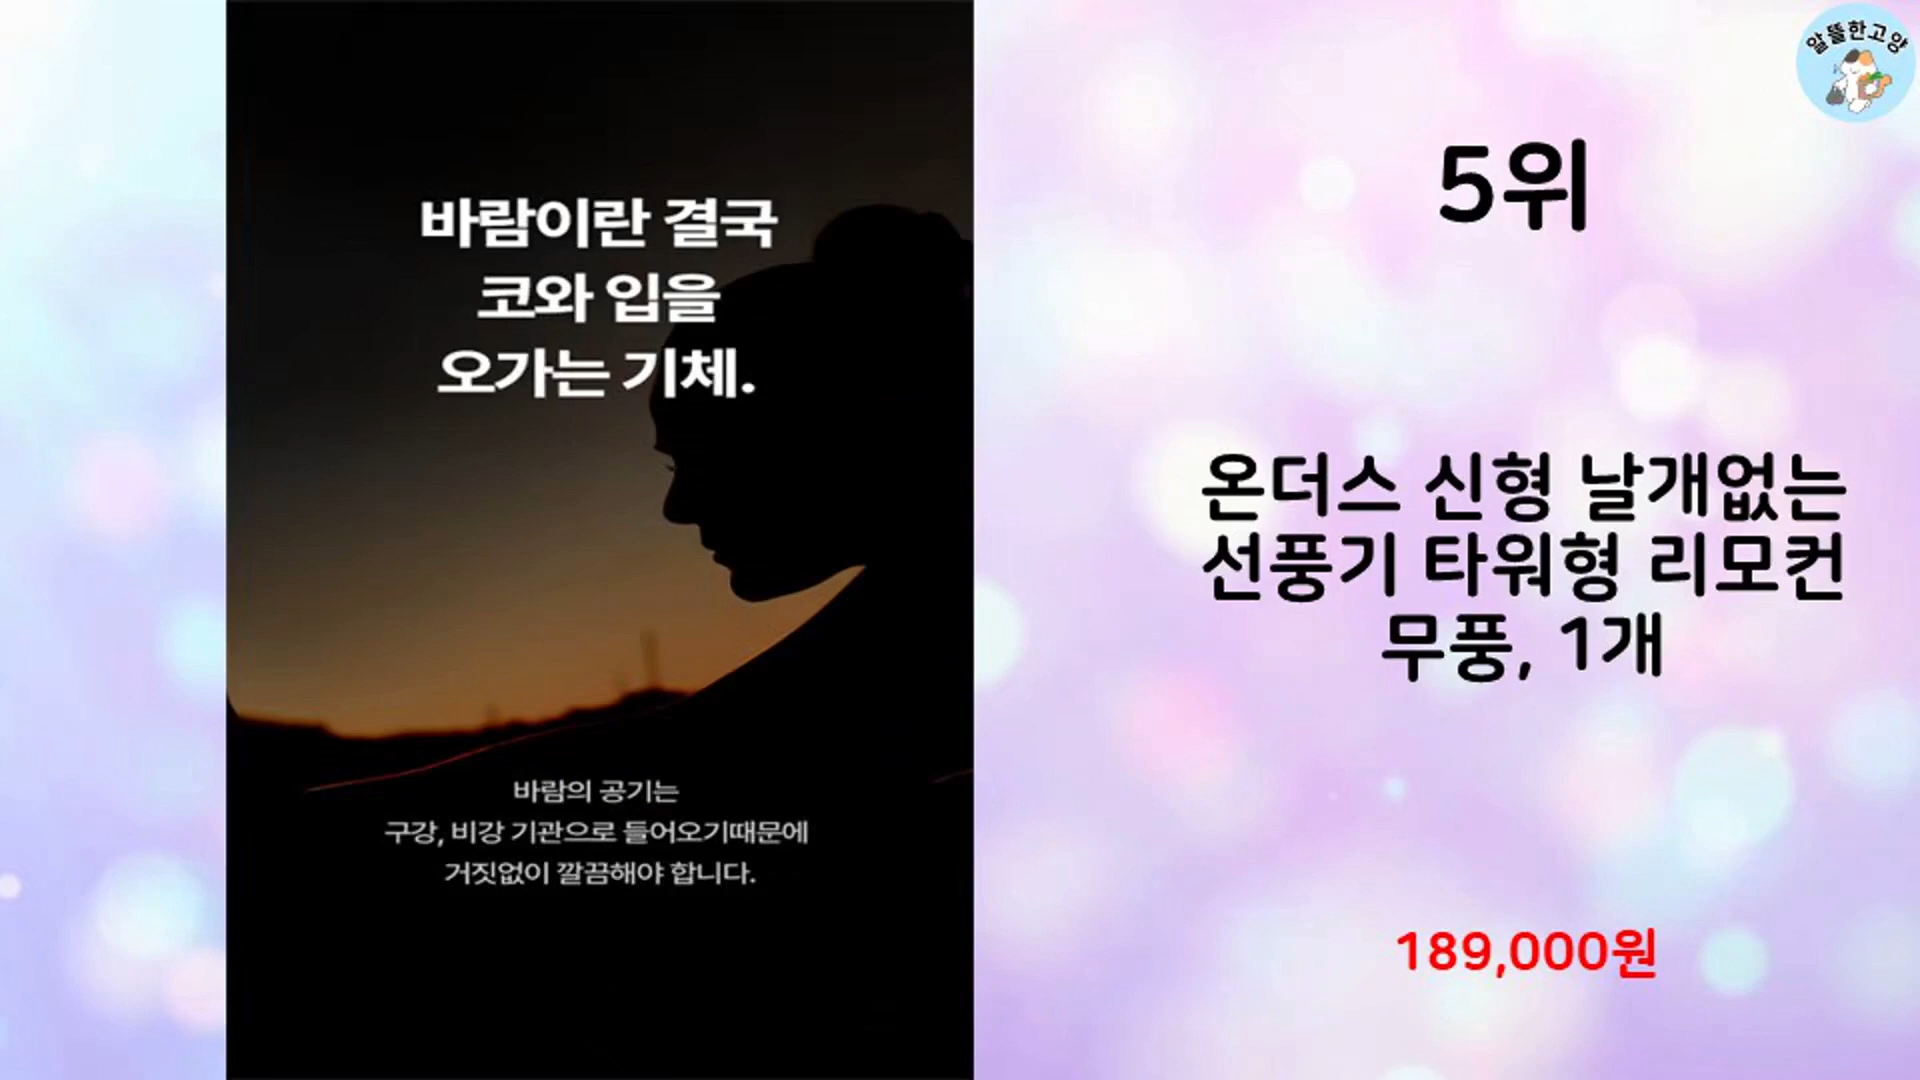 바람이란 결국
코와 입을
오가는 기체.
바람의 공기는
구강, 비강 기관으로 들어오기때문에
거짓없이 깔끔해야 합니다.
알뜰한고양
5위
온더스 신형 날개없는
선풍기 타워형 리모컨
무풍, 1개
189,000원